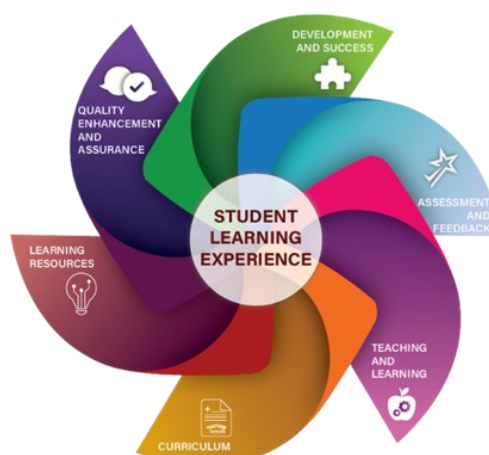 DEVELOPMENT
AND SUCCESS
QUALITY
ENHANCEMENT
AND
ASSURANCE
ASSESSMENT
AND
FEEDBACK
STUDENT
LEARNING
EXPERIENCE
LEARNING
RESOURCES
TEACHING
AND
LEARNING
CURRICULUM